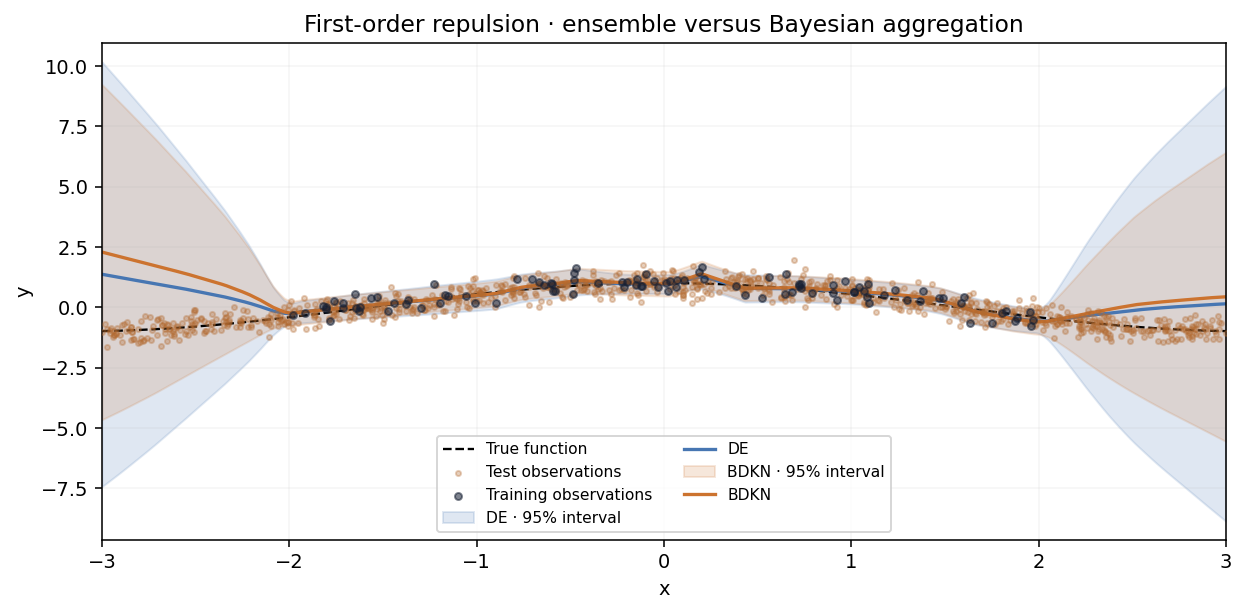 First-order repulsion · ensemble versus Bayesian aggregation
y
10.0
7.5
5.0
2.5
0.0
−2.5
−5.0
−7.5
True function
Test observations
Training observations
DE · 95% interval
DE
BDKN · 95% interval
BDKN
−3 −2 −1 0 1 2 3
x